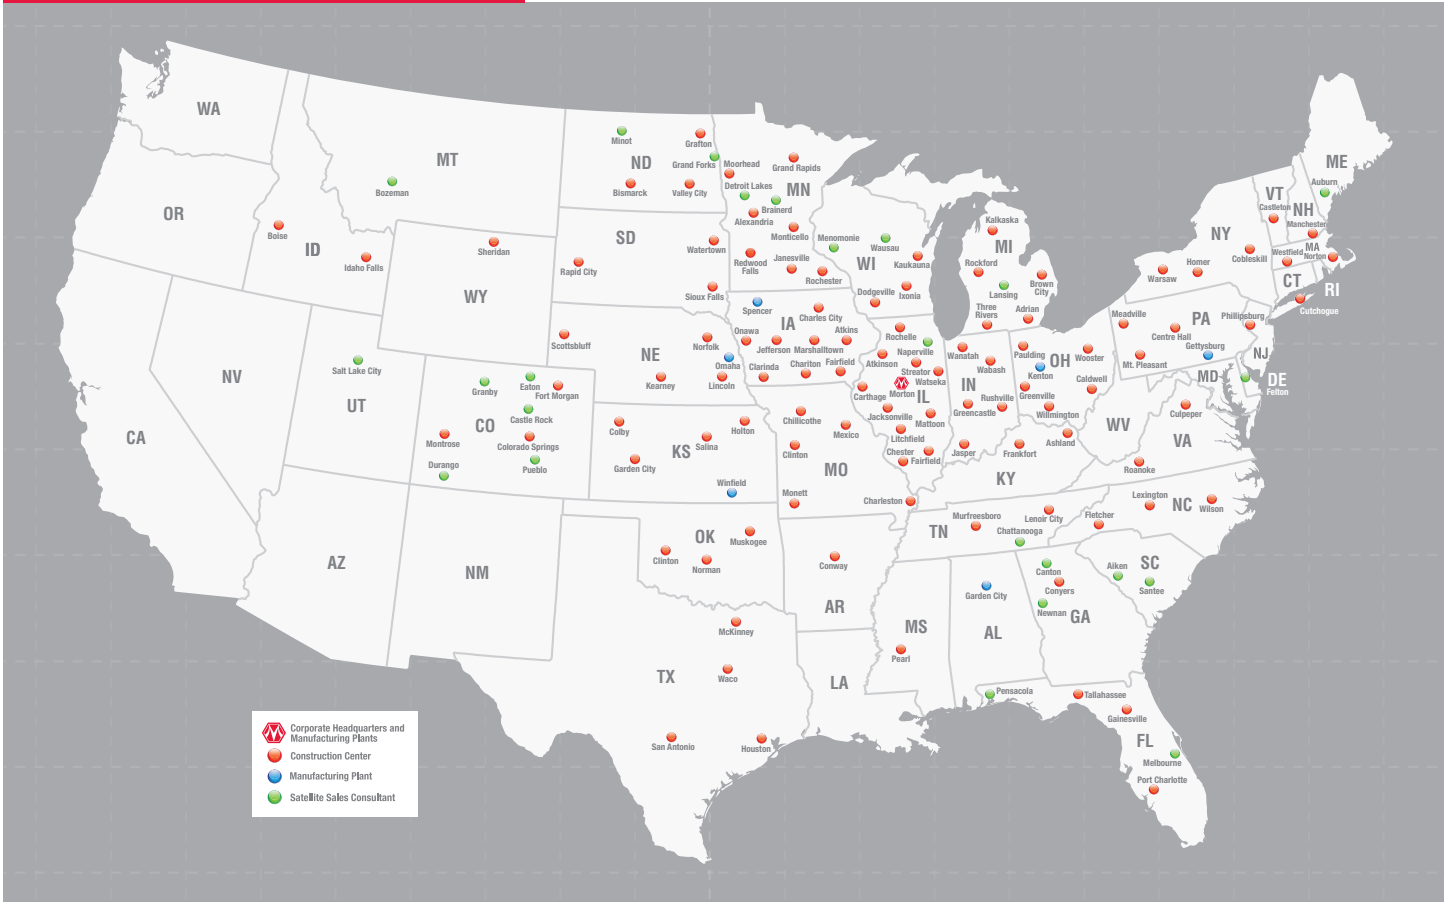 WA
OR
CA
NV
ID
Boise
Idaho Falls
MT
Bozeman
WY
Sheridan
UT
Salt Lake City
AZ
NM
CO
Granby
Eaton
Fort Morgan
Castle Rock
Colorado Springs
Montrose
Durango
Pueblo
ND
Minot
Grafton
Grand Forks
Bismarck
Valley City
SD
Watertown
Rapid City
Sioux Falls
NE
Scottsbluff
Norfolk
Omaha
Kearney
Lincoln
KS
Colby
Holton
Salina
Garden City
Winfield
OK
Muskogee
Clinton
Norman
TX
McKinney
Waco
San Antonio
Houston
MN
Moorhead
Grand Rapids
Detroit Lakes
Brainerd
Alexandria
Monticello
Redwood
Falls
Janesville
Rochester
IA
Spencer
Charles City
Onawa
Jefferson
Marshalltown
Atkins
Clarinda
Chariton
Fairfield
MO
Chillicothe
Mexico
Clinton
Monett
Charleston
AR
Conway
LA
WI
Menomonie
Wausau
Kaukauna
Dodgeville
Ixonia
IL
Rochelle
Naperville
Atkinson
Streator
Watseka
Morton
Carthage
Jacksonville
Mattoon
Litchfield
Chester
Fairfield
MI
Kalkaska
Rockford
Lansing
Brown
City
Three
Rivers
Adrian
IN
Wanatah
Wabash
Rushville
Greencastle
Jasper
OH
Paulding
Wooster
Kenton
Greenville
Caldwell
Wilmington
KY
Ashland
Frankfort
TN
Murfreesboro
Lenoir City
Chattanooga
MS
Pearl
AL
Garden City
GA
Canton
Conyers
Newnan
FL
Pensacola
Tallahassee
Gainesville
Melbourne
Port Charlotte
SC
Aiken
Santee
NC
Lexington
Wilson
Fletcher
VA
Culpeper
Roanoke
WV
MD
DE
Felton
NJ
Phillipsburg
PA
Meadville
Centre Hall
Gettysburg
Mt. Pleasant
NY
Warsaw
Homer
Cobleskill
Cutchogue
CT
RI
MA
Westfield
Norton
VT
Castleton
NH
Manchester
ME
Auburn
Corporate Headquarters and
Manufacturing Plants
Construction Center
Manufacturing Plant
Satellite Sales Consultant